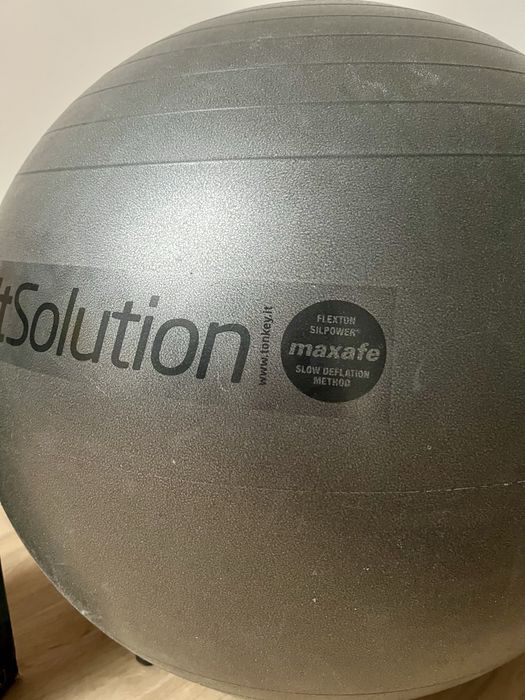 tSolution
www.tonkey.it
FLEXTON
SILPOWER®
maxafe®
SLOW DEFLATION
METHOD